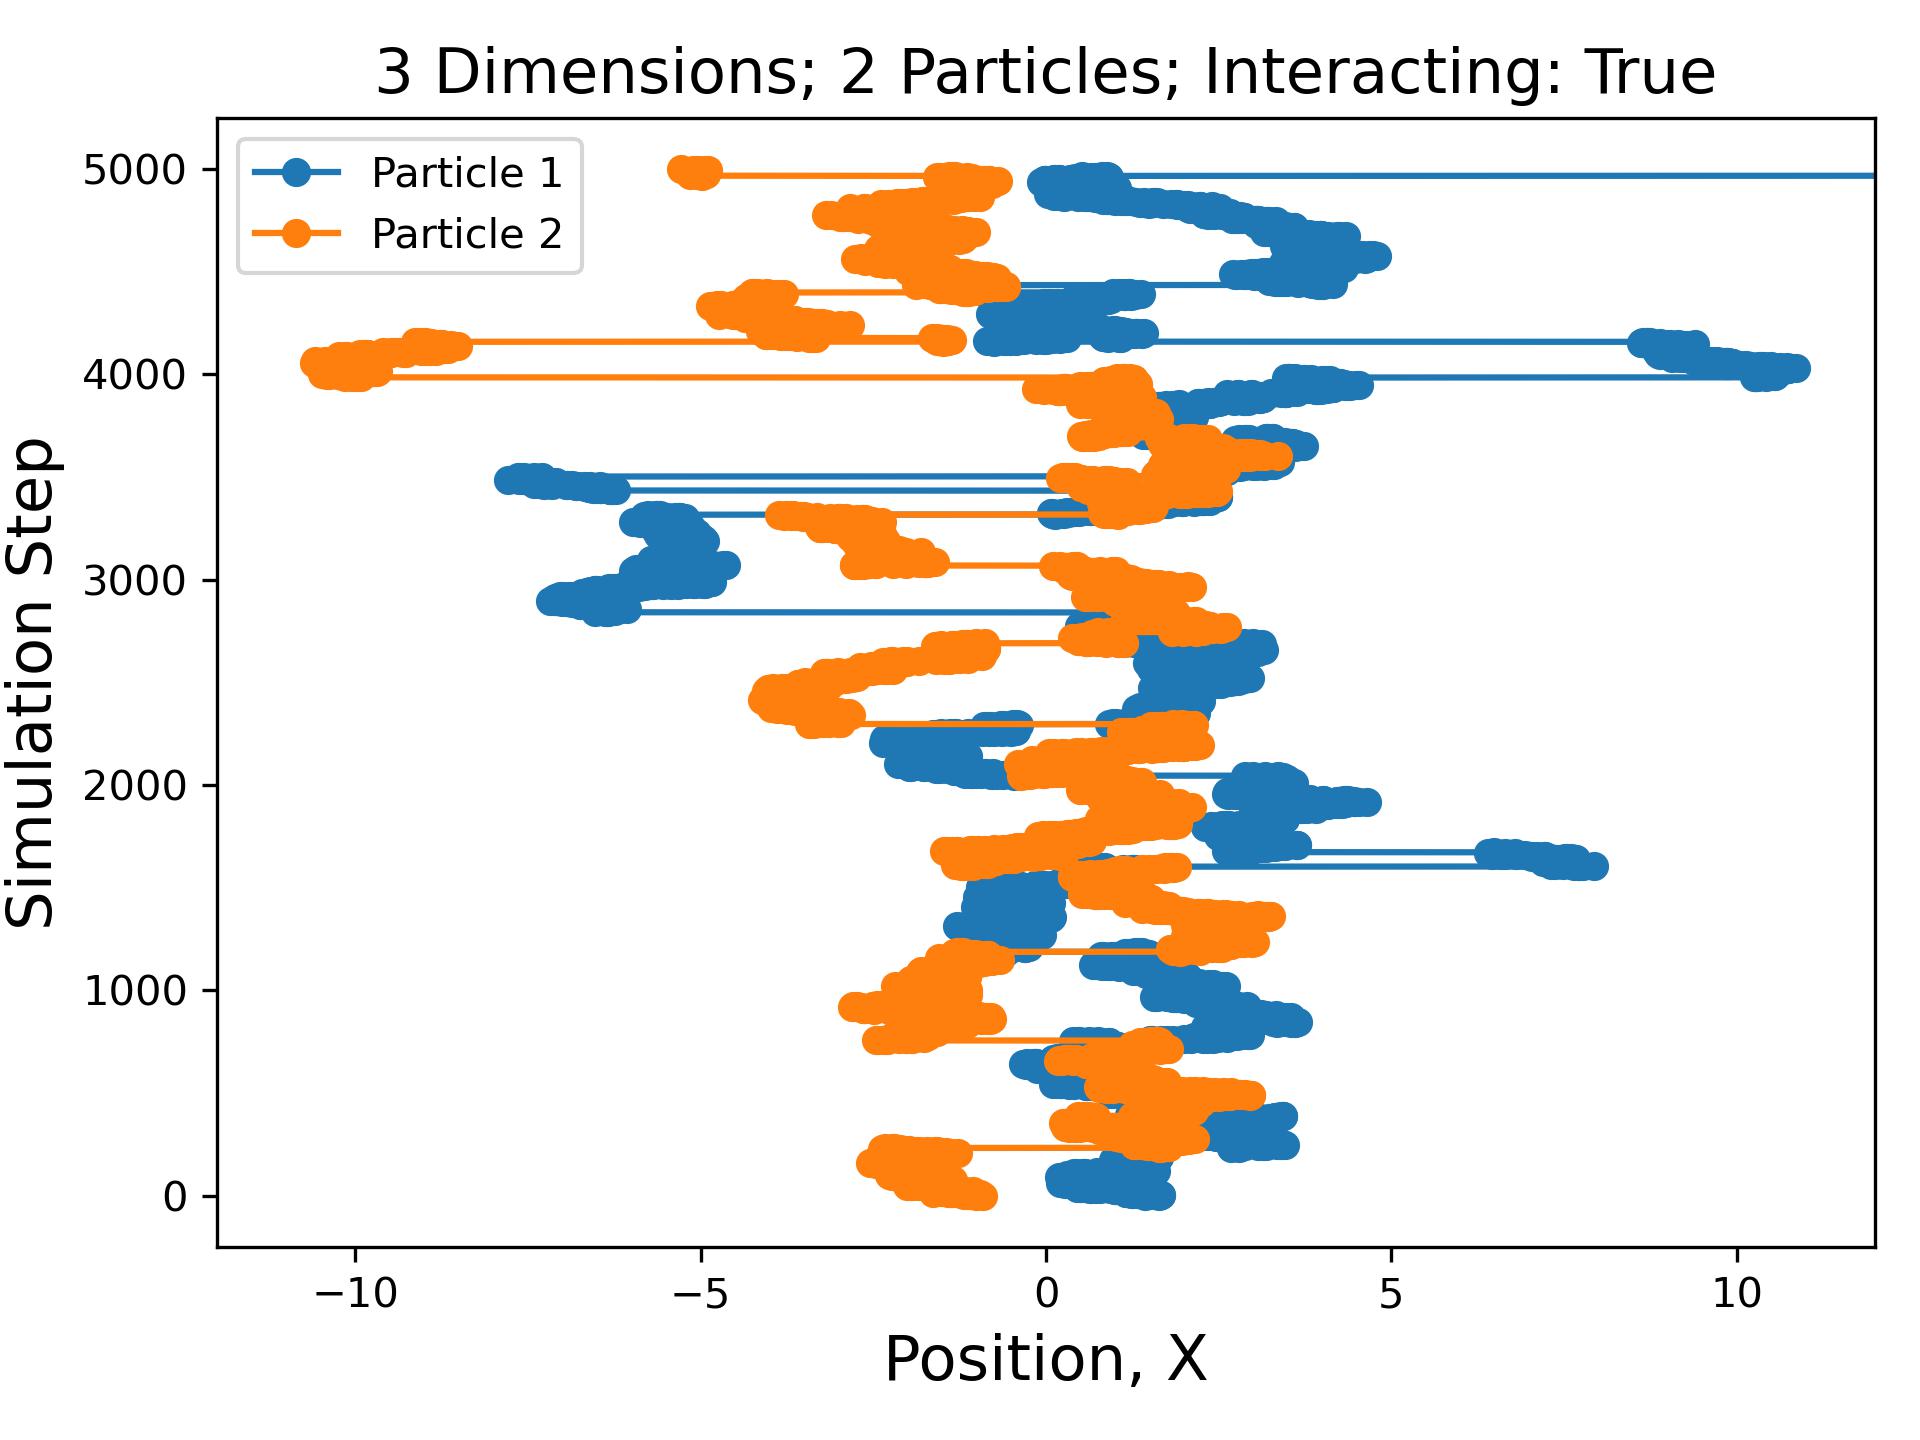 3 Dimensions; 2 Particles; Interacting: True
Particle 1
Particle 2
5000
4000
3000
2000
1000
0
Simulation Step
−10
−5
0
5
10
Position, X